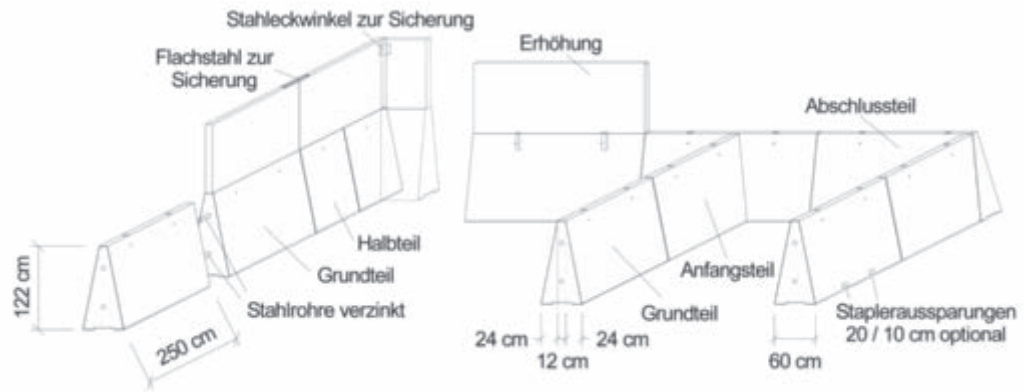 Stahleckwinkel zur Sicherung
Flachstahl zur
Sicherung
Halbteil
Grundteil
Stahlrohre verzinkt
122 cm
250 cm
Erhöhung
Abschlussteil
Anfangsteil
Grundteil
Stapleraussparungen
20 / 10 cm optional
24 cm
12 cm
24 cm
60 cm